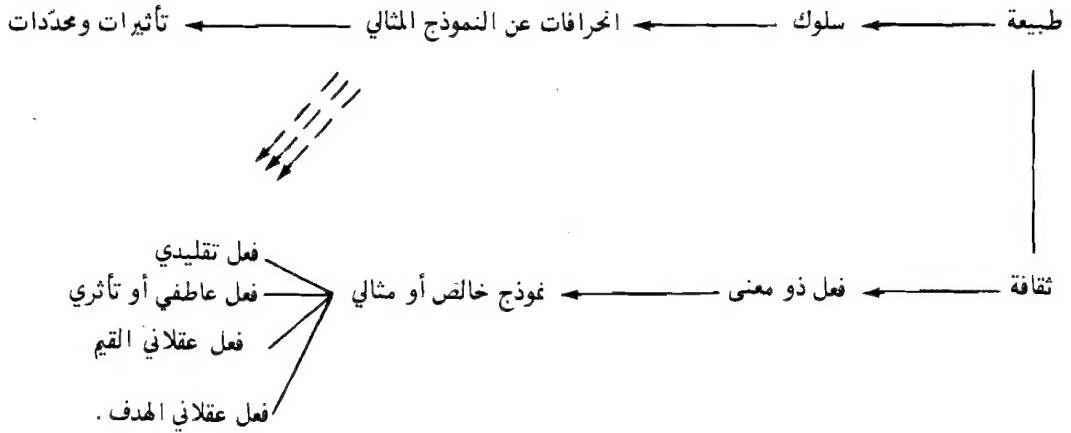 طبيعة سلوك انحرافات عن النموذج المثالي تأثيرات ومحدّدات
فعل تقليدي
ثقافة فعل ذو معنى نموذج خالص أو مثالي فعل عاطفي أو تأثري
فعل عقلاني القيم
فعل عقلاني الهدف .